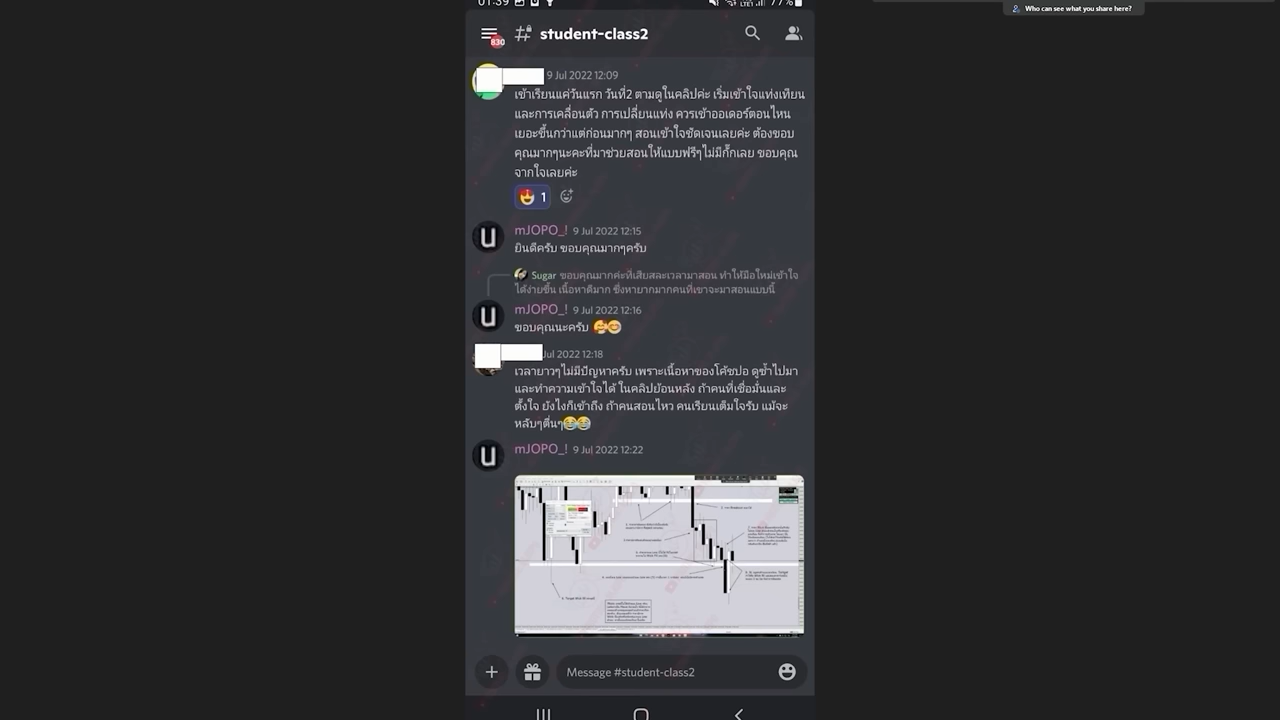 01:39
77%
Who can see what you share here?
830
student-class2
9 Jul 2022 12:09
เข้าเรียนแค่วันแรก วันที่2 ตามดูในคลิปค่ะ เริ่มเข้าใจแท่งเทียน
และการเคลื่อนตัว การเปลี่ยนแท่ง ควรเข้าออเดอร์ตอนไหน
เยอะขึ้นกว่าแต่ก่อนมากๆ สอนเข้าใจชัดเจนเลยค่ะ ต้องขอบ
คุณมากๆนะคะที่มาช่วยสอนให้แบบฟรีๆไม่มีกั๊กเลย ขอบคุณ
จากใจเลยค่ะ
1
mJOPO_! 9 Jul 2022 12:15
ยินดีครับ ขอบคุณมากๆครับ
Sugar ขอบคุณมากค่ะที่เสียสละเวลามาสอน ทำให้มือใหม่เข้าใจ
ได้ง่ายขึ้น เนื้อหาดีมาก ซึ่งหายากมากคนที่เขาจะมาสอนแบบนี้
mJOPO_! 9 Jul 2022 12:16
ขอบคุณนะครับ 🥰😊
Jul 2022 12:18
เวลายาวๆไม่มีปัญหาครับ เพราะเนื้อหาของโค้ชปอ ดูซ้ำไปมา
และทำความเข้าใจได้ ในคลิปย้อนหลัง ถ้าคนที่เชื่อมั่นและ
ตั้งใจ ยังไงก็เข้าถึง ถ้าคนสอนไหว คนเรียนเต็มใจรับ แม้จะ
หลับๆตื่นๆ😂😂
mJOPO_! 9 Jul 2022 12:22
Message #student-class2